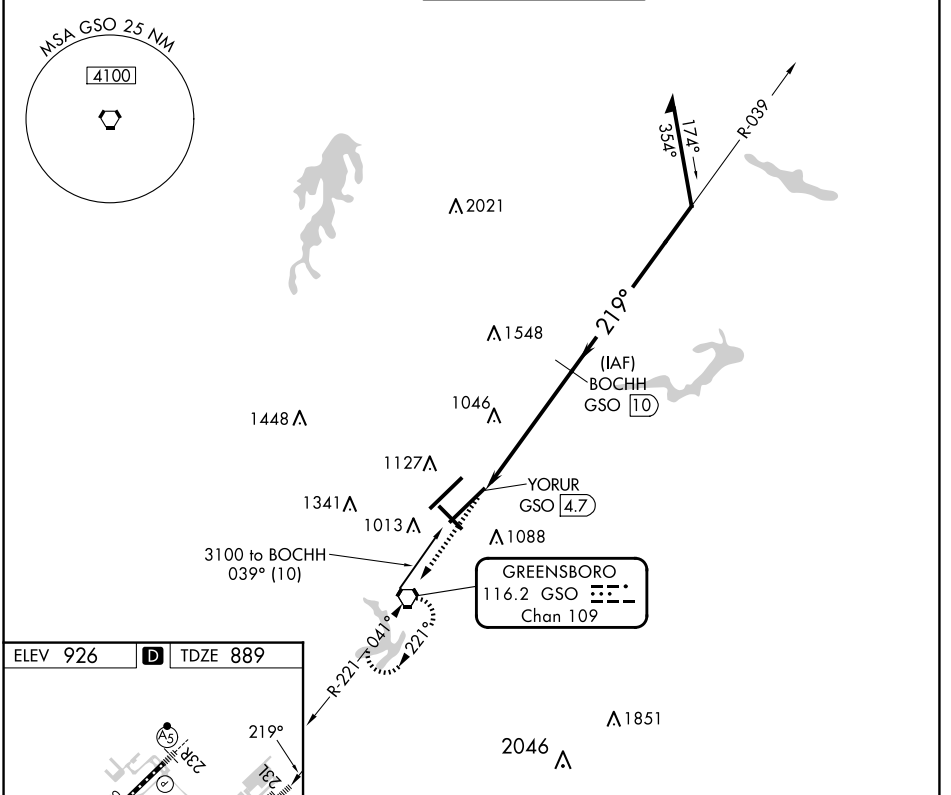 MSA GSO 25 NM
4100
R-039
174°
354°
2021
219°
1548
(IAF)
BOCHH
GSO 10
1046
1448
1127
YORUR
GSO 4.7
1341
1013
1088
3100 to BOCHH
039° (10)
GREENSBORO
116.2 GSO
Chan 109
R-221
041°
221°
ELEV 926
D
TDZE 889
1851
2046
A5
219°
23R
23L
P